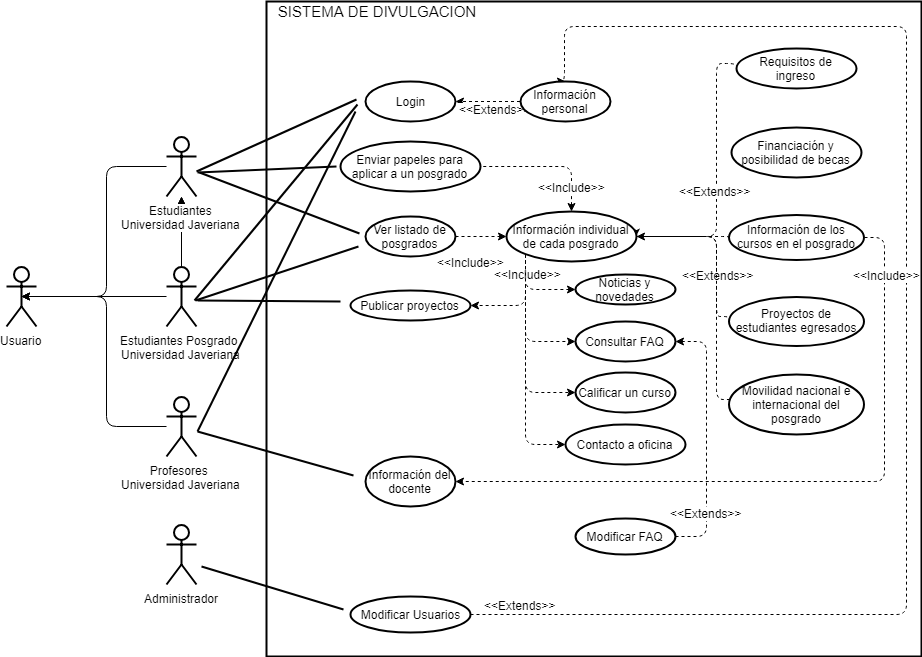 SISTEMA DE DIVULGACION
Requisitos de
ingreso
Login
Información
personal
<<Extends>
Financiación y
posibilidad de becas
Enviar papeles para
aplicar a un posgrado
<<Include>>
<<Extends>>
Estudiantes
Universidad Javeriana
Ver listado de
posgrados
Información individual
de cada posgrado
Información de los
cursos en el posgrado
<<Include>>
<<Include>>
<<Extends>>
<<Include>>
Noticias y
novedades
Publicar proyectos
Proyectos de
estudiantes egresados
Usuario
Estudiantes Posgrado
Universidad Javeriana
Consultar FAQ
Calificar un curso
Movilidad nacional e
internacional del
posgrado
Contacto a oficina
Profesores
Universidad Javeriana
Información del
docente
<<Extends>>
Modificar FAQ
Administrador
Modificar Usuarios
<<Extends>>